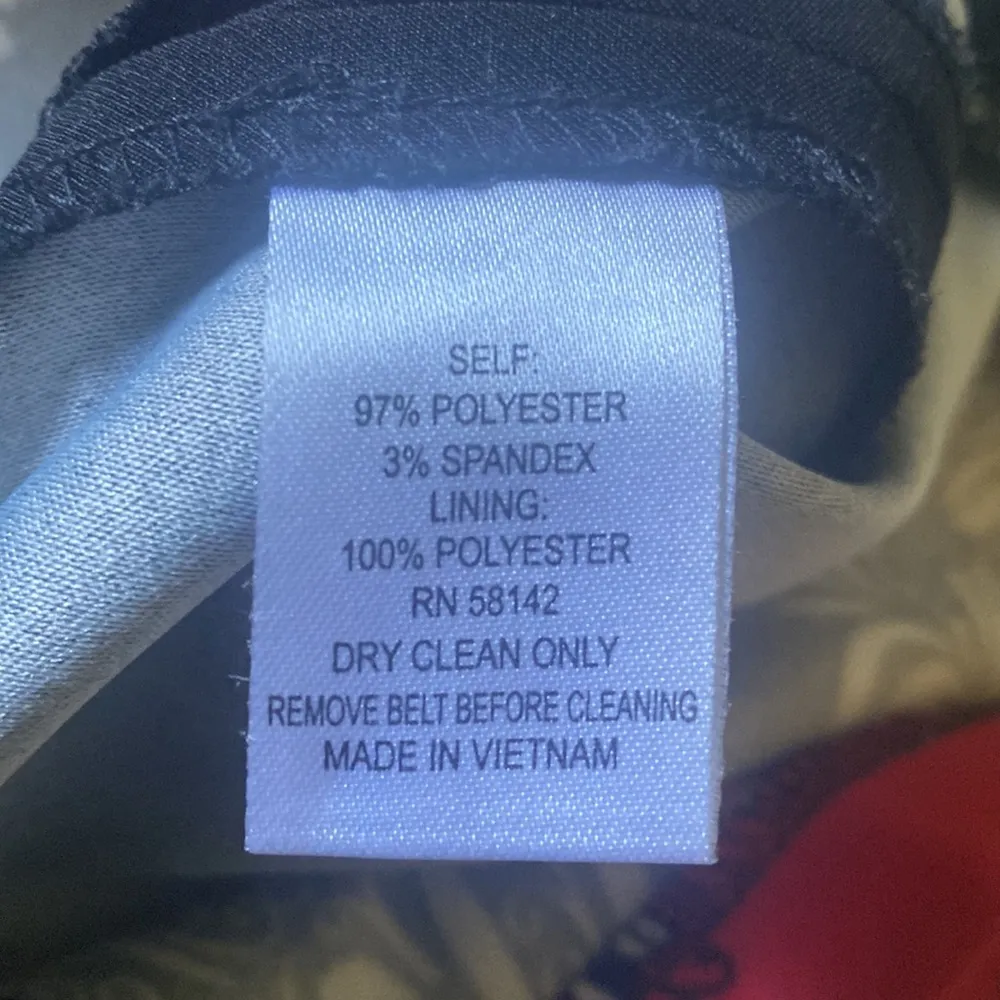 SELF:
97% POLYESTER
3% SPANDEX
LINING:
100% POLYESTER
RN 58142
DRY CLEAN ONLY
REMOVE BELT BEFORE CLEANING
MADE IN VIETNAM